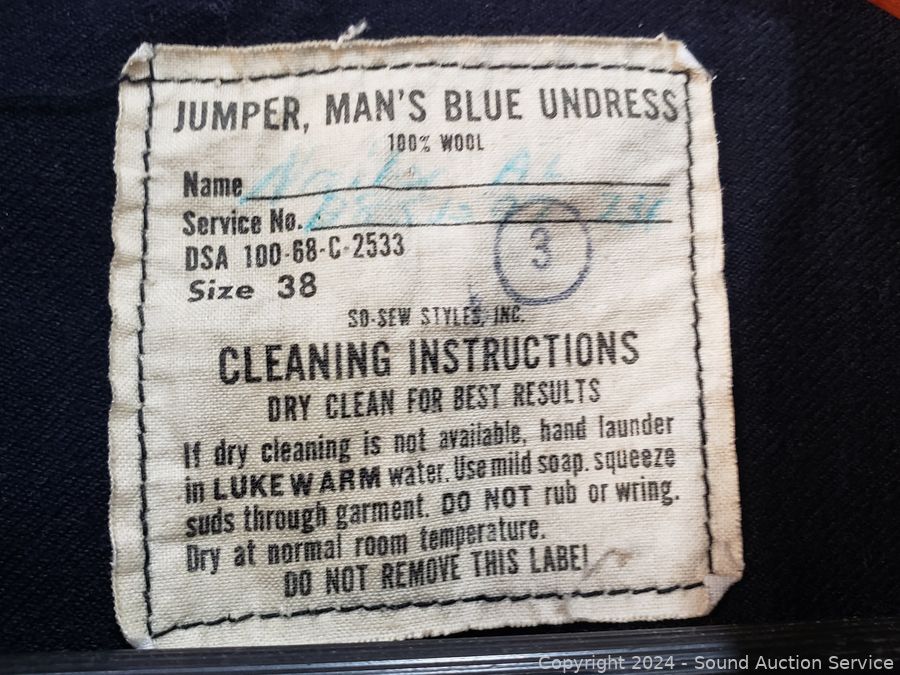 JUMPER, MAN'S BLUE UNDRESS
100% WOOL
Name
Service No.
DSA 100-68-C-2533
3
Size 38
SO-SEW STYLES, INC.
CLEANING INSTRUCTIONS
DRY CLEAN FOR BEST RESULTS
If dry cleaning is not available, hand launder
in LUKEWARM water. Use mild soap. squeeze
suds through garment. DO NOT rub or wring.
Dry at normal room temperature.
DO NOT REMOVE THIS LABEL
Copyright 2024 - Sound Auction Service